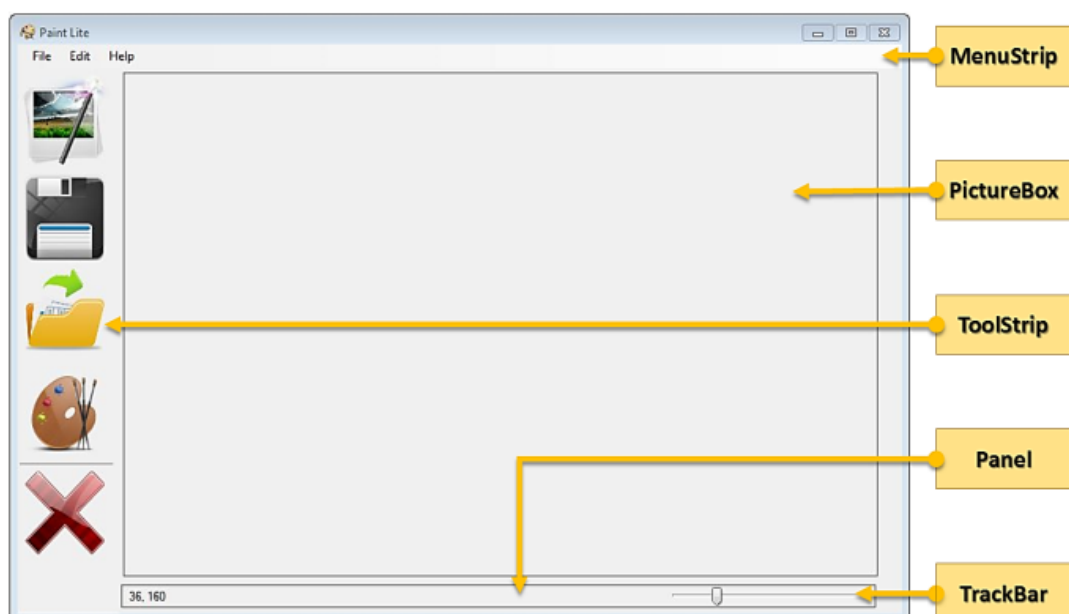 Paint Lite
File Edit Help
MenuStrip
PictureBox
ToolStrip
Panel
36, 160
TrackBar